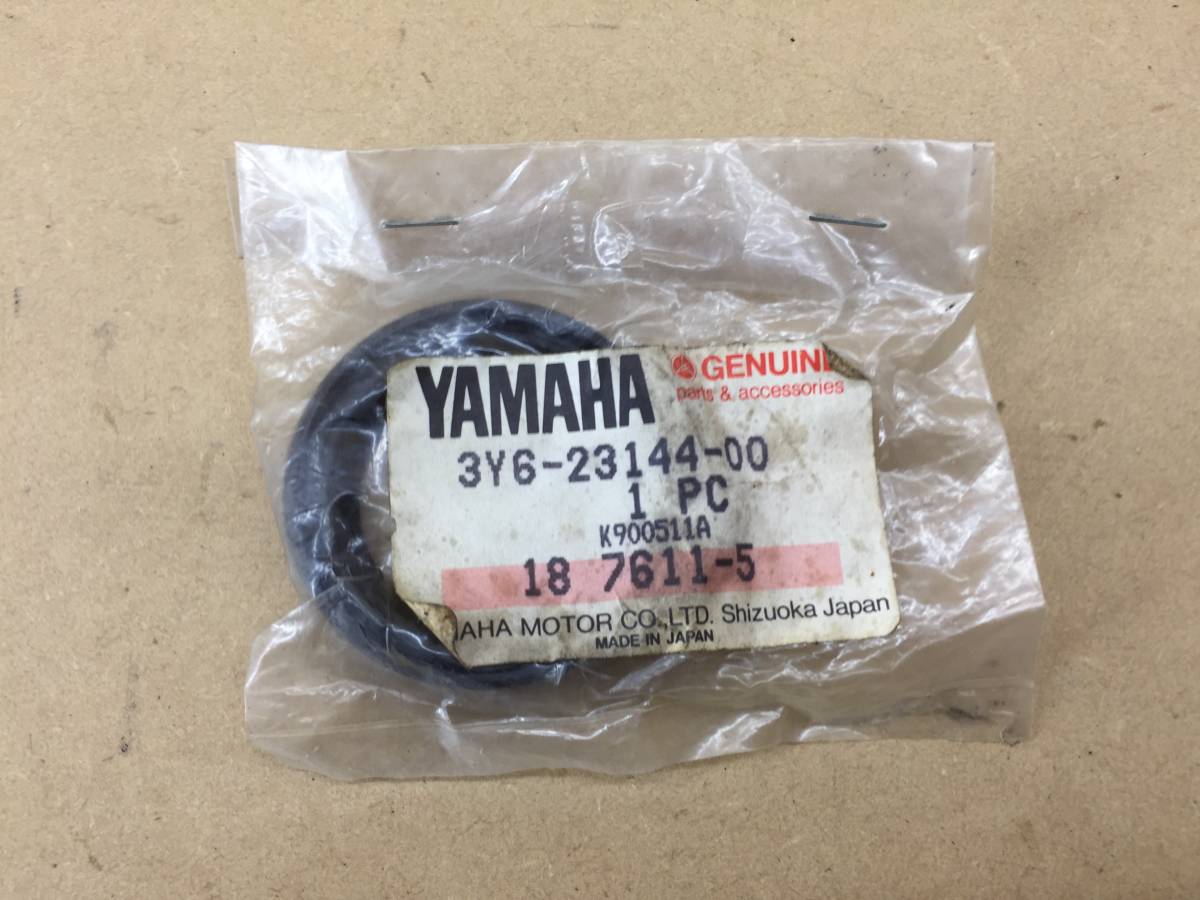 YAMAHA
GENUINE
parts & accessories
3Y6-23144-00
1 PC
K900511A
18 7611-5
AHA MOTOR CO.,LTD. Shizuoka Japan
MADE IN JAPAN